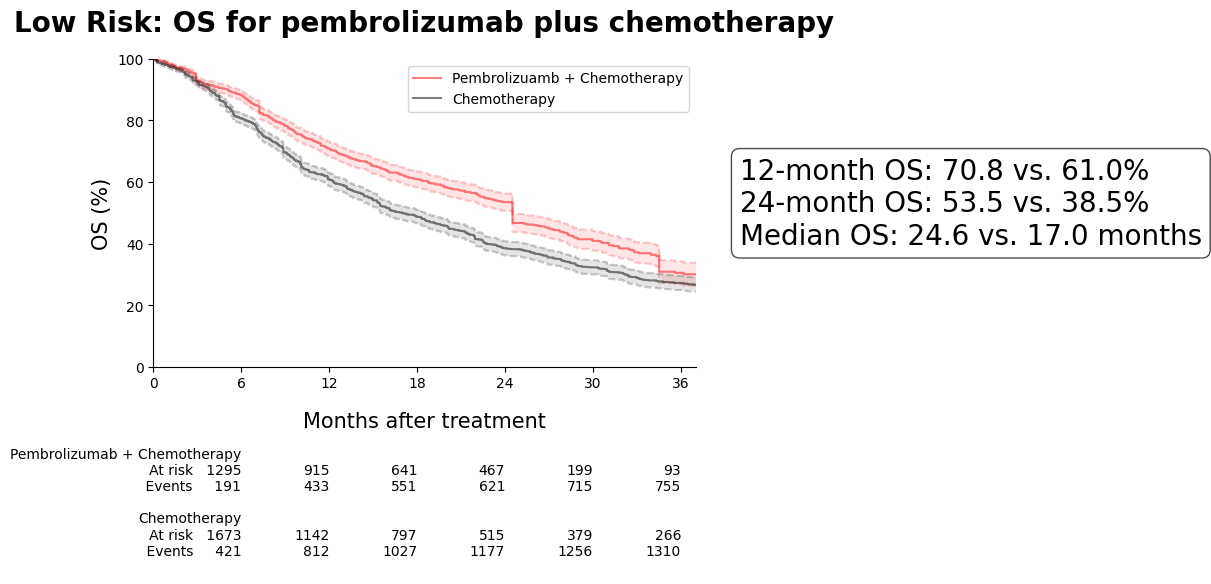 Low Risk: OS for pembrolizumab plus chemotherapy
100
80
60
40
20
0
OS (%)
Pembrolizuamb + Chemotherapy
Chemotherapy
0 6 12 18 24 30 36
Months after treatment
12-month OS: 70.8 vs. 61.0%
24-month OS: 53.5 vs. 38.5%
Median OS: 24.6 vs. 17.0 months
Pembrolizumab + Chemotherapy
At risk 1295 915 641 467 199 93
Events 191 433 551 621 715 755
Chemotherapy
At risk 1673 1142 797 515 379 266
Events 421 812 1027 1177 1256 1310